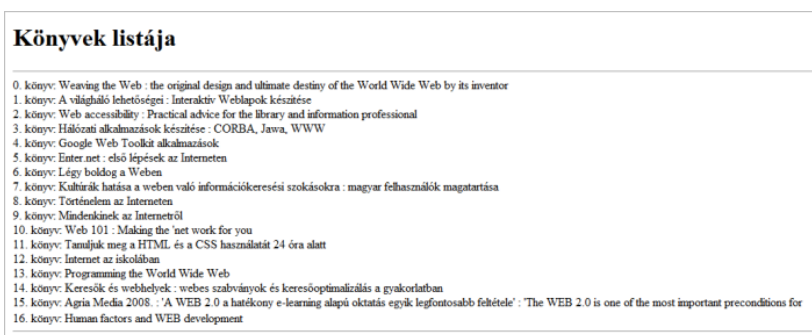 Könyvek listája
0. könyv: Weaving the Web : the original design and ultimate destiny of the World Wide Web by its inventor
1. könyv: A világháló lehetőségei : Interaktív Weblapok készítése
2. könyv: Web accessibility : Practical advice for the library and information professional
3. könyv: Hálózati alkalmazások készítése : CORBA, Jawa, WWW
4. könyv: Google Web Toolkit alkalmazások
5. könyv: Enter.net : első lépések az Interneten
6. könyv: Légy boldog a Weben
7. könyv: Kultúrák hatása a weben való információkeresési szokásokra : magyar felhasználók magatartása
8. könyv: Történelem az Interneten
9. könyv: Mindenkinek az Internetről
10. könyv: Web 101 : Making the 'net work for you
11. könyv: Tanuljuk meg a HTML és a CSS használatát 24 óra alatt
12. könyv: Internet az iskolában
13. könyv: Programming the World Wide Web
14. könyv: Keresők és webhelyek : webes szabványok és keresőoptimalizálás a gyakorlatban
15. könyv: Agria Media 2008. : 'A WEB 2.0 a hatékony e-learning alapú oktatás egyik legfontosabb feltétele' : 'The WEB 2.0 is one of the most important preconditions for
16. könyv: Human factors and WEB development